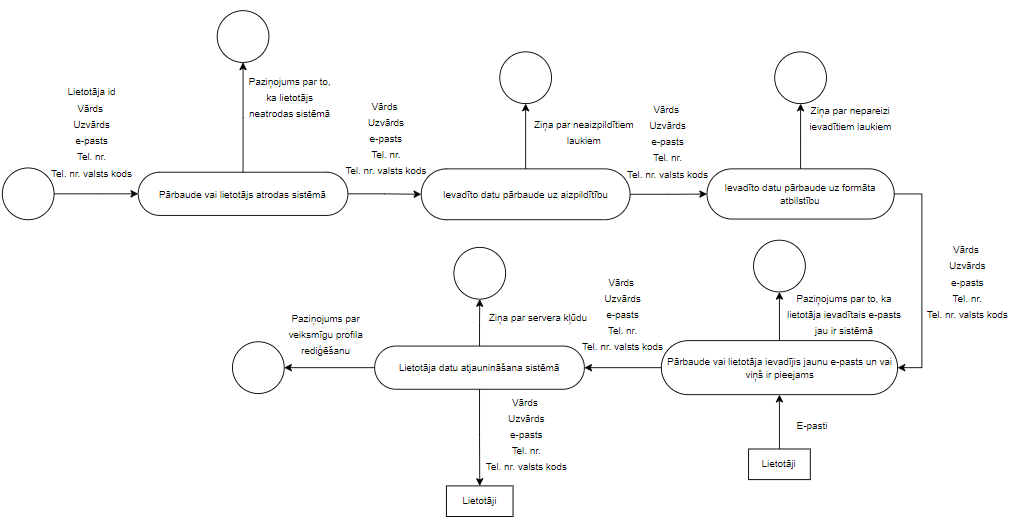 Lietotāja id
Vārds
Uzvārds
e-pasts
Tel. nr.
Tel. nr. valsts kods
Paziņojums par to,
ka lietotājs
neatrodas sistēmā
Pārbaude vai lietotājs atrodas sistēmā
Vārds
Uzvārds
e-pasts
Tel. nr.
Tel. nr. valsts kods
Ziņa par neaizpildītiem
laukiem
Ievadīto datu pārbaude uz aizpildītību
Vārds
Uzvārds
e-pasts
Tel. nr.
Tel. nr. valsts kods
Ziņa par nepareizi
ievadītiem laukiem
Ievadīto datu pārbaude uz formāta
atbilstību
Vārds
Uzvārds
e-pasts
Tel. nr.
Tel. nr. valsts kods
Paziņojums par to, ka
lietotāja ievadītais e-pasts
jau ir sistēmā
Pārbaude vai lietotāja ievadījis jaunu e-pasts un vai
viņš ir pieejams
E-pasti
Lietotāji
Vārds
Uzvārds
e-pasts
Tel. nr.
Tel. nr. valsts kods
Ziņa par servera kļūdu
Lietotāja datu atjaunināšana sistēmā
Paziņojums par
veiksmīgu profila
rediģēšanu
Vārds
Uzvārds
e-pasts
Tel. nr.
Tel. nr. valsts kods
Lietotāji